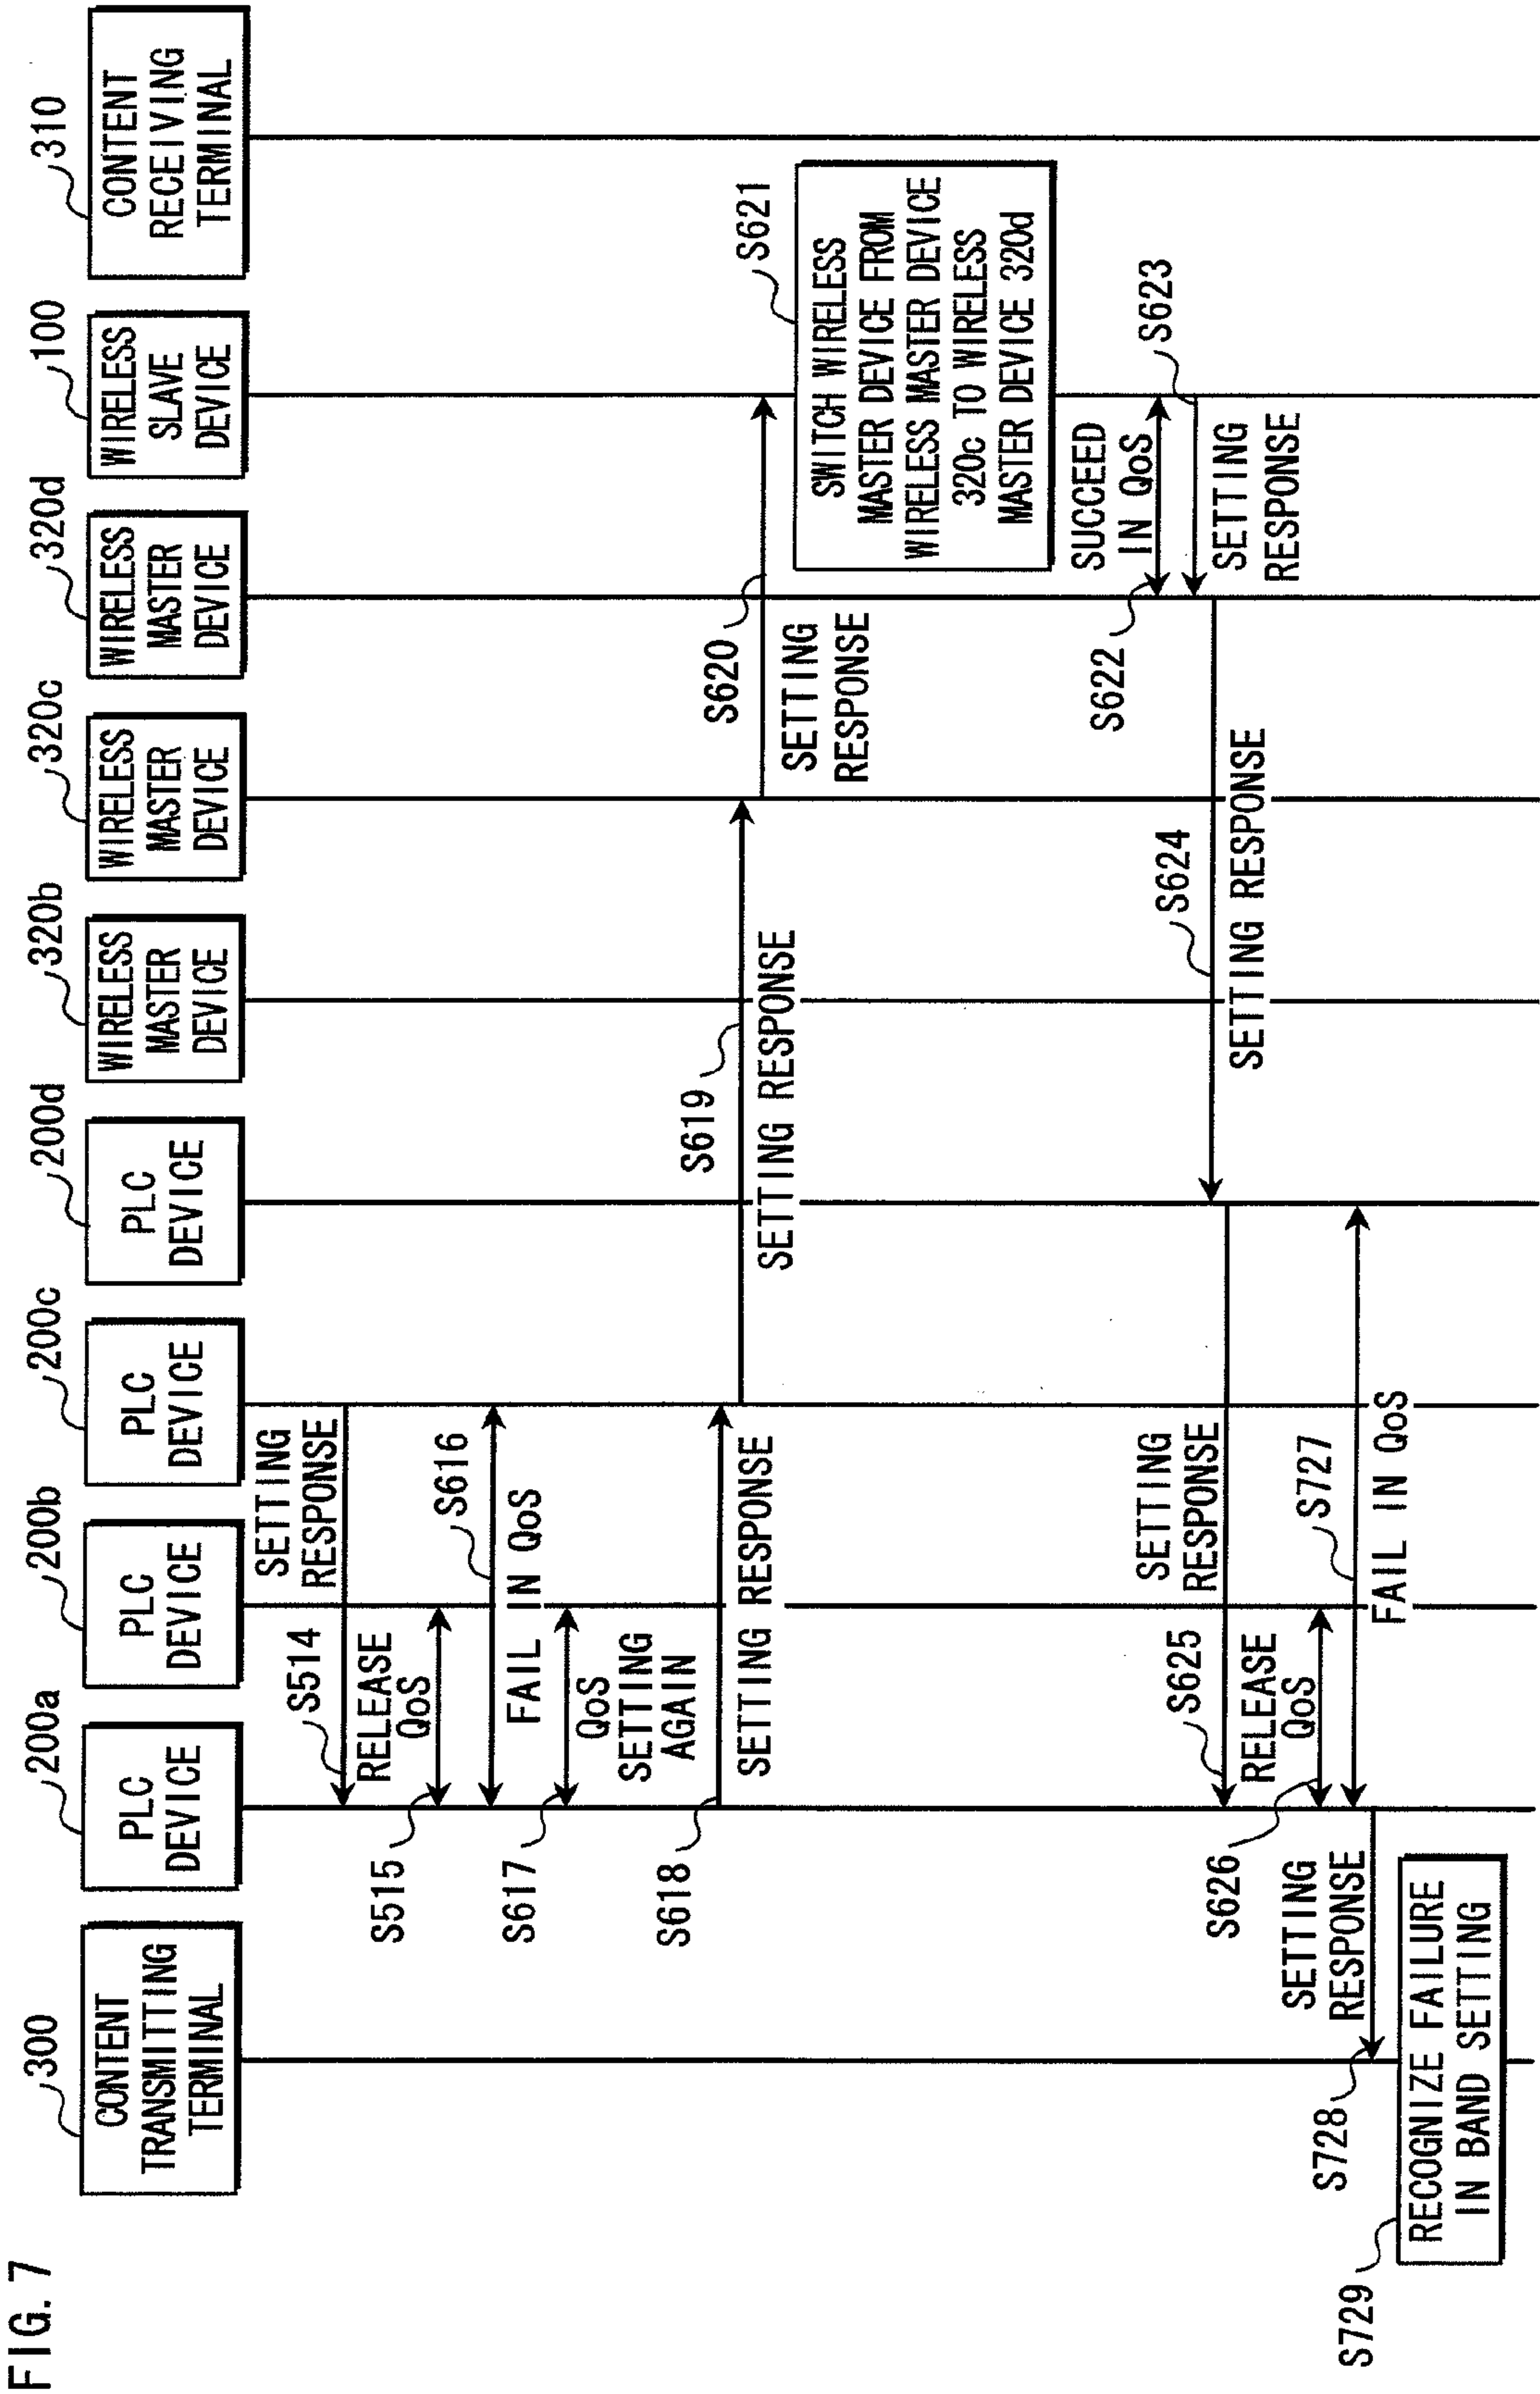 FIG. 7
300
CONTENT
TRANSMITTING
TERMINAL
200a
PLC
DEVICE
200b
PLC
DEVICE
200c
PLC
DEVICE
200d
PLC
DEVICE
320b
WIRELESS
MASTER
DEVICE
320c
WIRELESS
MASTER
DEVICE
320d
WIRELESS
MASTER
DEVICE
100
WIRELESS
SLAVE
DEVICE
310
CONTENT
RECEIVING
TERMINAL
SETTING
RESPONSE
S514
RELEASE
QoS
S515
S616
FAIL IN QoS
S617
QoS
SETTING
AGAIN
S618
SETTING RESPONSE
S619
SETTING RESPONSE
S620
SETTING
RESPONSE
S621
SWITCH WIRELESS
MASTER DEVICE FROM
WIRELESS MASTER DEVICE
320c TO WIRELESS
MASTER DEVICE 320d
SUCCEED
IN QoS
S622
S623
SETTING
RESPONSE
S624
SETTING RESPONSE
SETTING
RESPONSE
S625
RELEASE
QoS
S626
S727
FAIL IN QoS
SETTING
RESPONSE
S728
S729
RECOGNIZE FAILURE
IN BAND SETTING